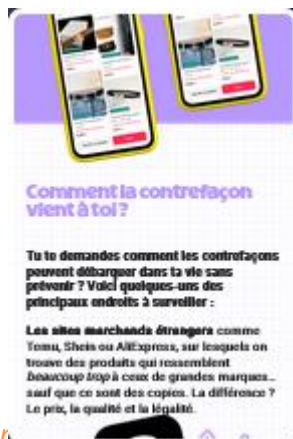 Comment la contrefaçon
vient à toi ?
Tu te demandes comment les contrefaçons
peuvent débarquer dans ta vie sans
prévenir ? Voici quelques-uns des
principaux endroits à surveiller :
Les sites marchands étrangers comme
Temu, Shein ou AliExpress, sur lesquels on
trouve des produits qui ressemblent
beaucoup trop à ceux de grandes marques...
sauf que ce sont des copies. La différence ?
Le prix, la qualité et la légalité.